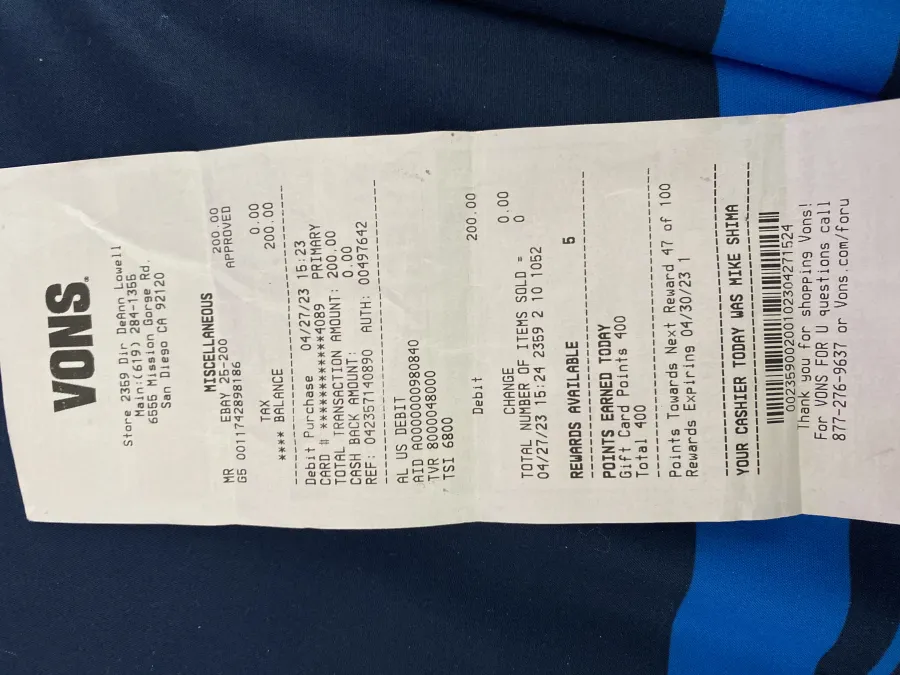 VONS.
Store 2359 Dir DeAnn Lowell
Main:(619) 284-1355
6555 Mission Gorge Rd.
San Diego CA 92120
MISCELLANEOUS
MR EBAY 25-200 200.00
GS 0011742898186 APPROVED
TAX 0.00
**** BALANCE 200.00
Debit Purchase 04/27/23 15:23
CARD # ************4089 PRIMARY
TOTAL TRANSACTION AMOUNT: 200.00
CASH BACK AMOUNT: 0.00
REF: 042357140890 AUTH: 00497642
AL US DEBIT
AID A0000000980840
TVR 8000048000
TSI 6800
Debit 200.00
CHANGE 0.00
TOTAL NUMBER OF ITEMS SOLD = 0
04/27/23 15:24 2359 2 10 1052
REWARDS AVAILABLE 5
POINTS EARNED TODAY
Gift Card Points 400
Total 400
Points Towards Next Reward 47 of 100
Rewards Expiring 04/30/23 1
YOUR CASHIER TODAY WAS MIKE SHIMA
Thank you for shopping Vons!
For VONS FOR U questions call
877-276-9637 or Vons.com/foru